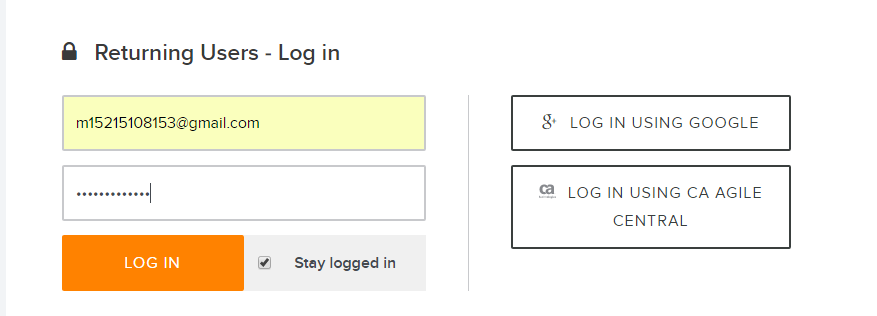 Returning Users - Log in
m15215108153@gmail.com
•••••••••••••
LOG IN
Stay logged in
g+ LOG IN USING GOOGLE
ca LOG IN USING CA AGILE
CENTRAL